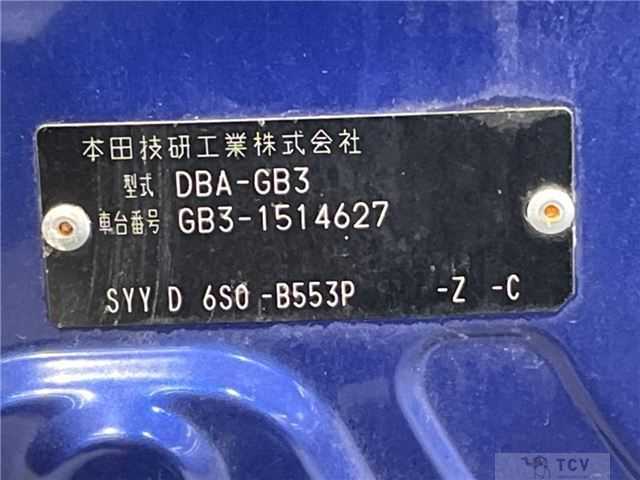 本田技研工業株式会社
型式 DBA-GB3
車台番号 GB3-1514627
SYY D 6S0 -B553P -Z -C
TCV